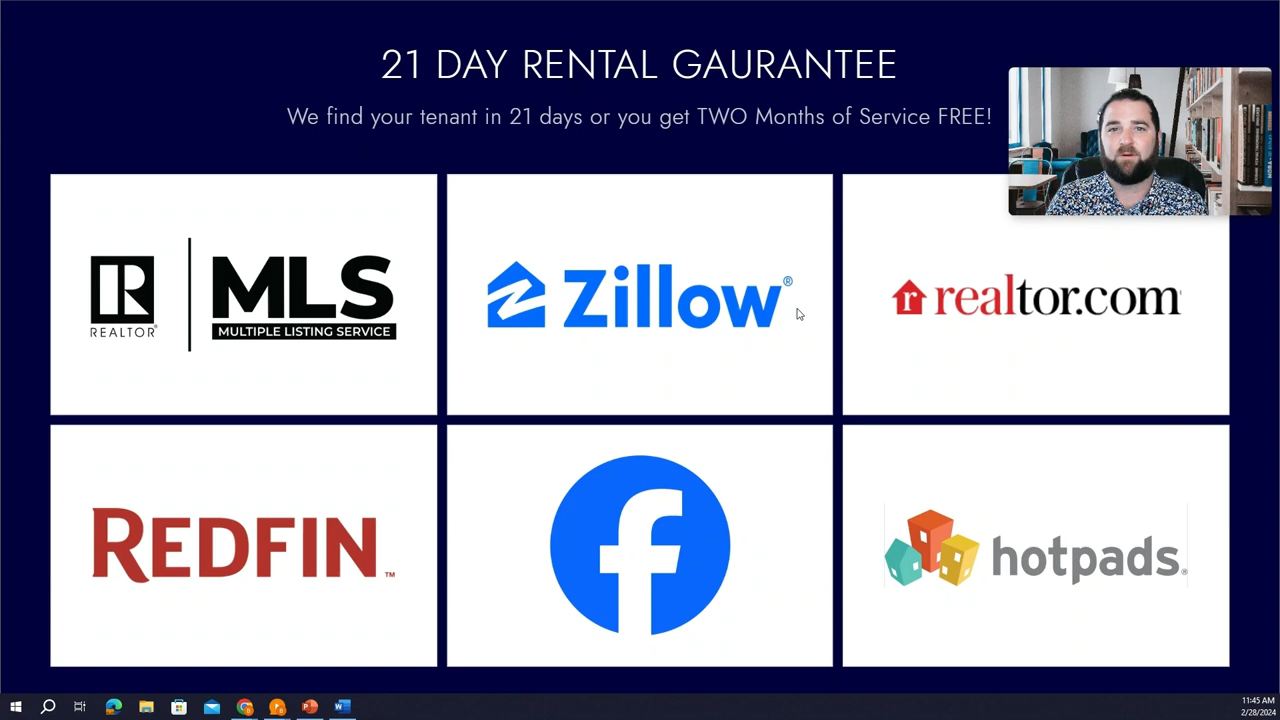 21 DAY RENTAL GAURANTEE
We find your tenant in 21 days or you get TWO Months of Service FREE!
R
REALTOR®
MLS
MULTIPLE LISTING SERVICE
Zillow®
r realtor.com
REDFIN™
f
hotpads®
11:45 AM
2/28/2024